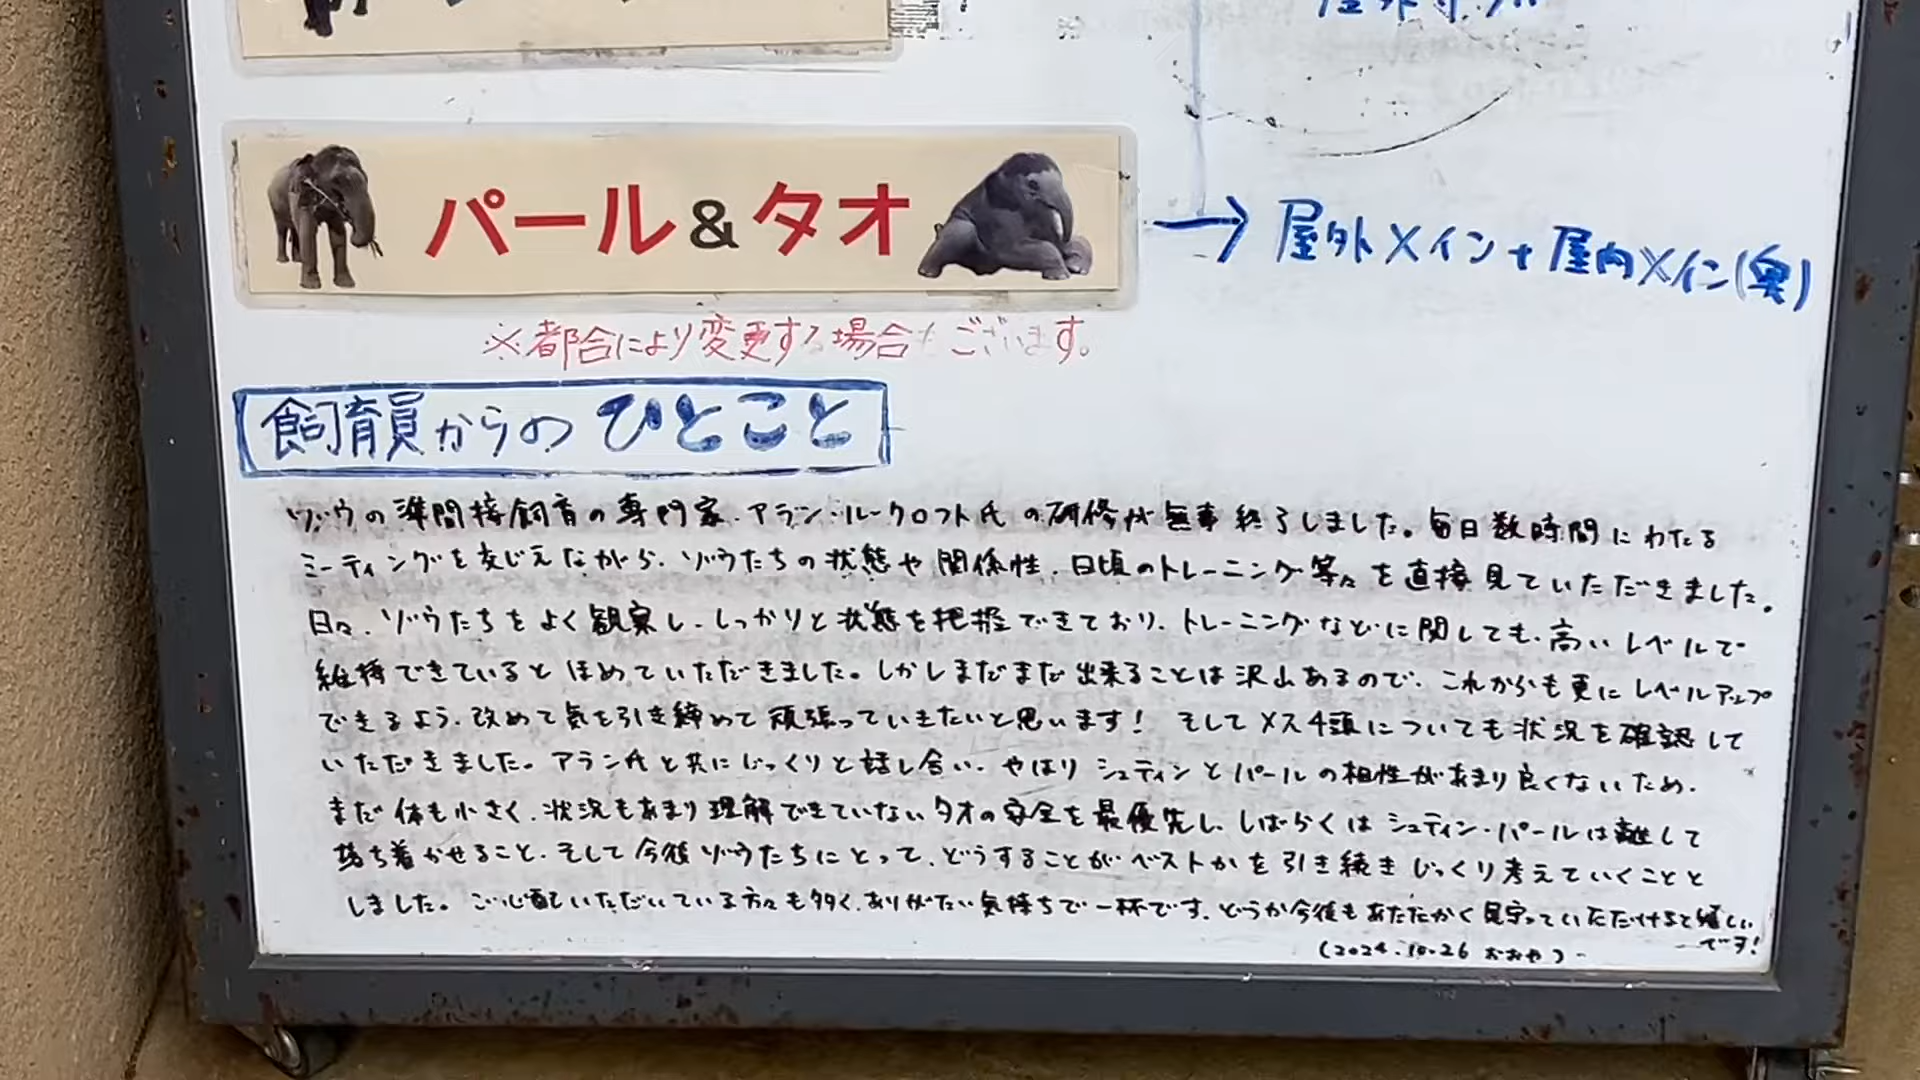 パール&タオ
→ 屋外メイン+屋内メイン(奥)
※都合により変更する場合もございます。
飼育員からのひとこと
ゾウの準間接飼育の専門家、アラン・ルークロフト氏の研修が無事終了しました。毎日数時間にわたる
ミーティングを交じえながら、ゾウたちの状態や関係性、日頃のトレーニング等々を直接見ていただきました。
日々、ゾウたちをよく観察し、しっかりと状態を把握できており、トレーニングなどに関しても、高いレベルで
維持できているとほめていただきました。しかしまだまだ出来ることは沢山あるので、これからも更にレベルアップ
できるよう、改めて気を引き締めて頑張っていきたいと思います! そしてメス4頭についても状況を確認して
いただきました。アラン氏と共にじっくりと話し合い、やはりシュティンとパールの相性があまり良くないため、
まだ体も小さく、状況もあまり理解できていないタオの安全を最優先し、しばらくはシュティン・パールは離して
落ち着かせること、そして今後ゾウたちにとって、どうすることがベストかを引き続きじっくり考えていくことと
しました。ご心配いただいている方々も多く、ありがたい気持ちで一杯です。どうか今後もあたたかく見守っていただけると嬉しい
です!
(2024.10.26 おおや)